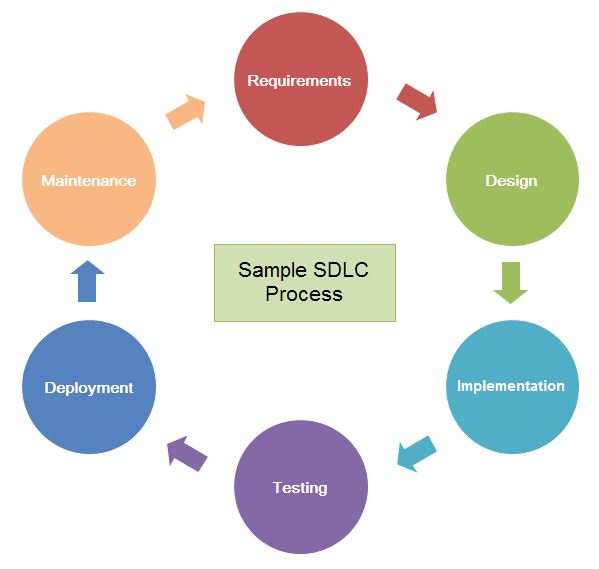 Requirements
Design
Implementation
Testing
Deployment
Maintenance
Sample SDLC
Process